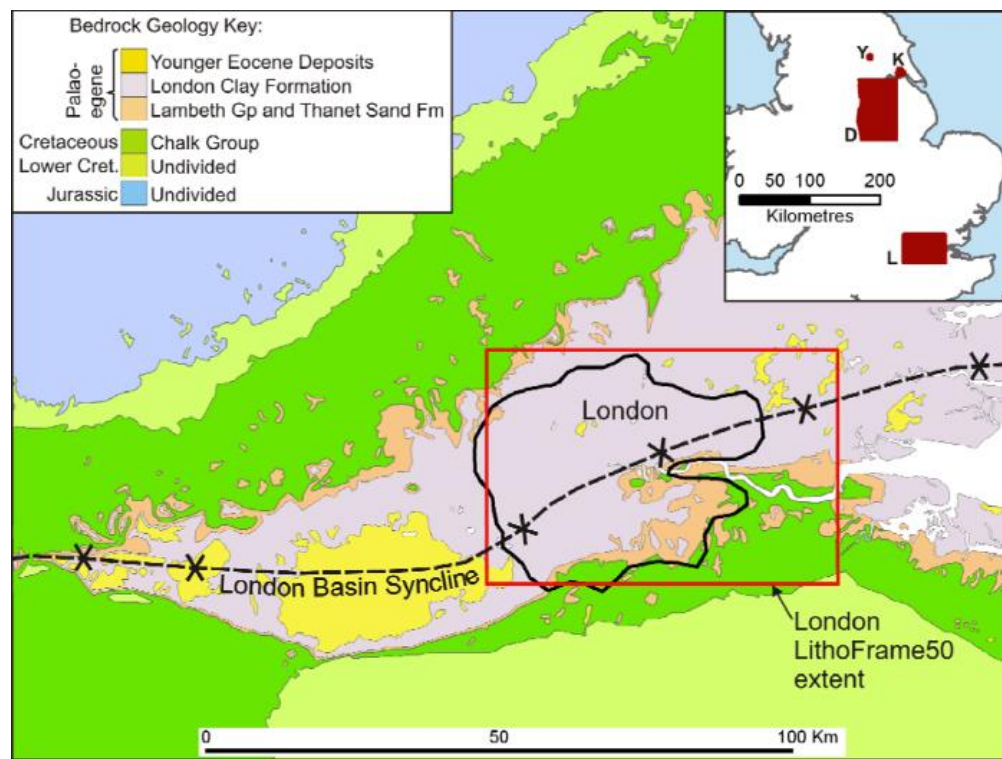 Bedrock Geology Key:
Palao-
egene
Younger Eocene Deposits
London Clay Formation
Lambeth Gp and Thanet Sand Fm
Cretaceous Chalk Group
Lower Cret. Undivided
Jurassic Undivided
Y
K
D
0 50 100 200
Kilometres
L
London
London Basin Syncline
London
LithoFrame50
extent
0 50 100 Km